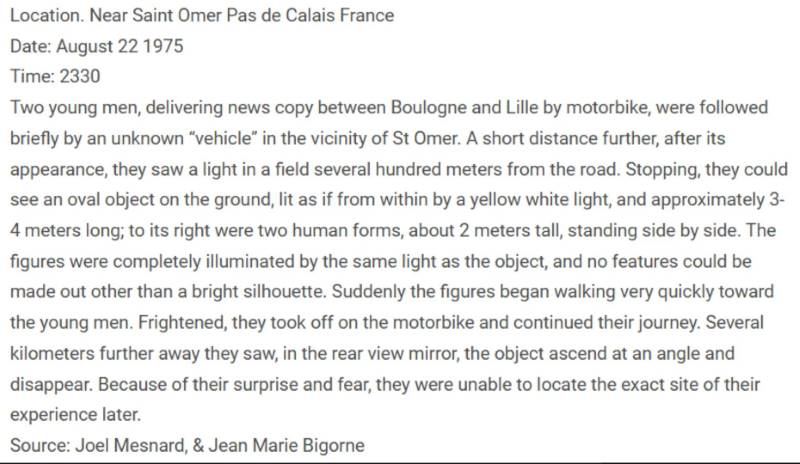 Location. Near Saint Omer Pas de Calais France
Date: August 22 1975
Time: 2330
Two young men, delivering news copy between Boulogne and Lille by motorbike, were followed
briefly by an unknown “vehicle” in the vicinity of St Omer. A short distance further, after its
appearance, they saw a light in a field several hundred meters from the road. Stopping, they could
see an oval object on the ground, lit as if from within by a yellow white light, and approximately 3-
4 meters long; to its right were two human forms, about 2 meters tall, standing side by side. The
figures were completely illuminated by the same light as the object, and no features could be
made out other than a bright silhouette. Suddenly the figures began walking very quickly toward
the young men. Frightened, they took off on the motorbike and continued their journey. Several
kilometers further away they saw, in the rear view mirror, the object ascend at an angle and
disappear. Because of their surprise and fear, they were unable to locate the exact site of their
experience later.
Source: Joel Mesnard, & Jean Marie Bigorne